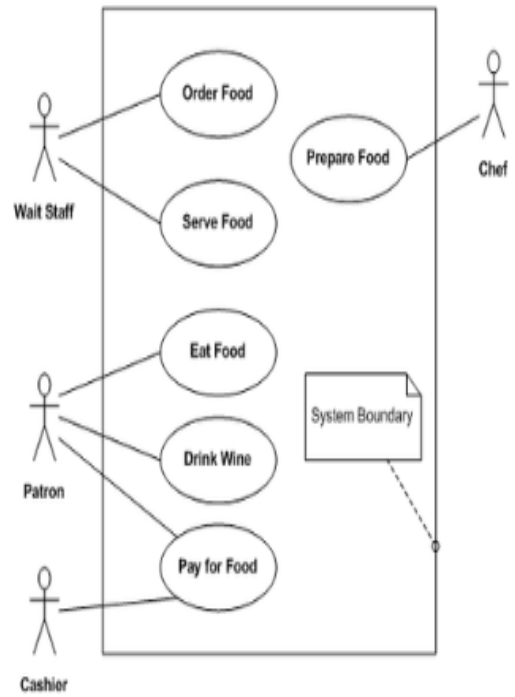 Order Food
Prepare Food
Chef
Wait Staff
Serve Food
Eat Food
System Boundary
Drink Wine
Patron
Pay for Food
Cashier